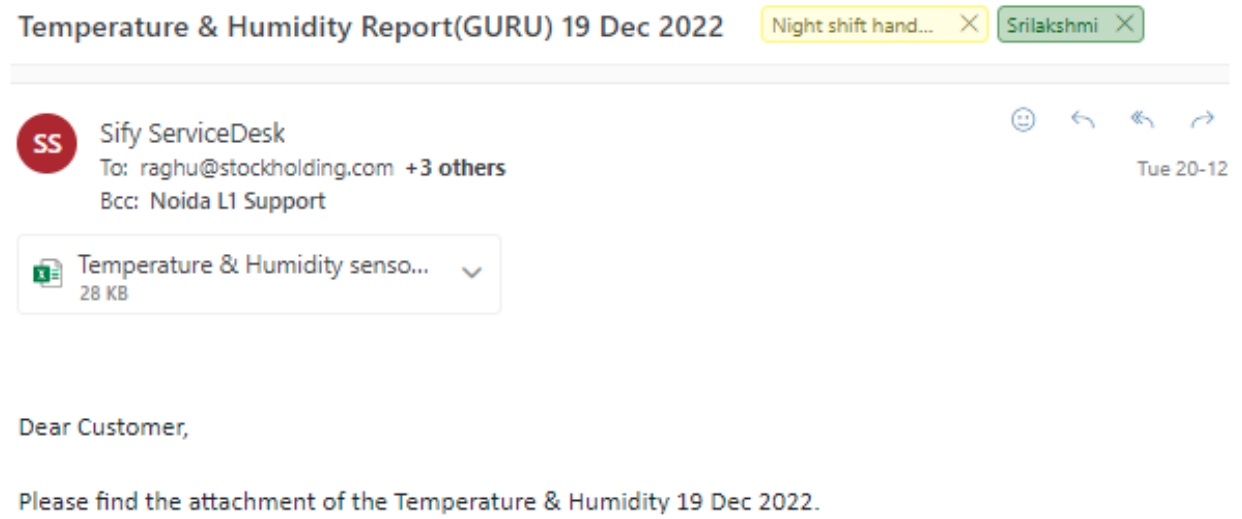 Temperature & Humidity Report(GURU) 19 Dec 2022 Night shift hand... Srilakshmi
SS
Sify ServiceDesk
To: raghu@stockholding.com +3 others
Tue 20-12
Bcc: Noida L1 Support
Temperature & Humidity senso...
28 KB
Dear Customer,
Please find the attachment of the Temperature & Humidity 19 Dec 2022.